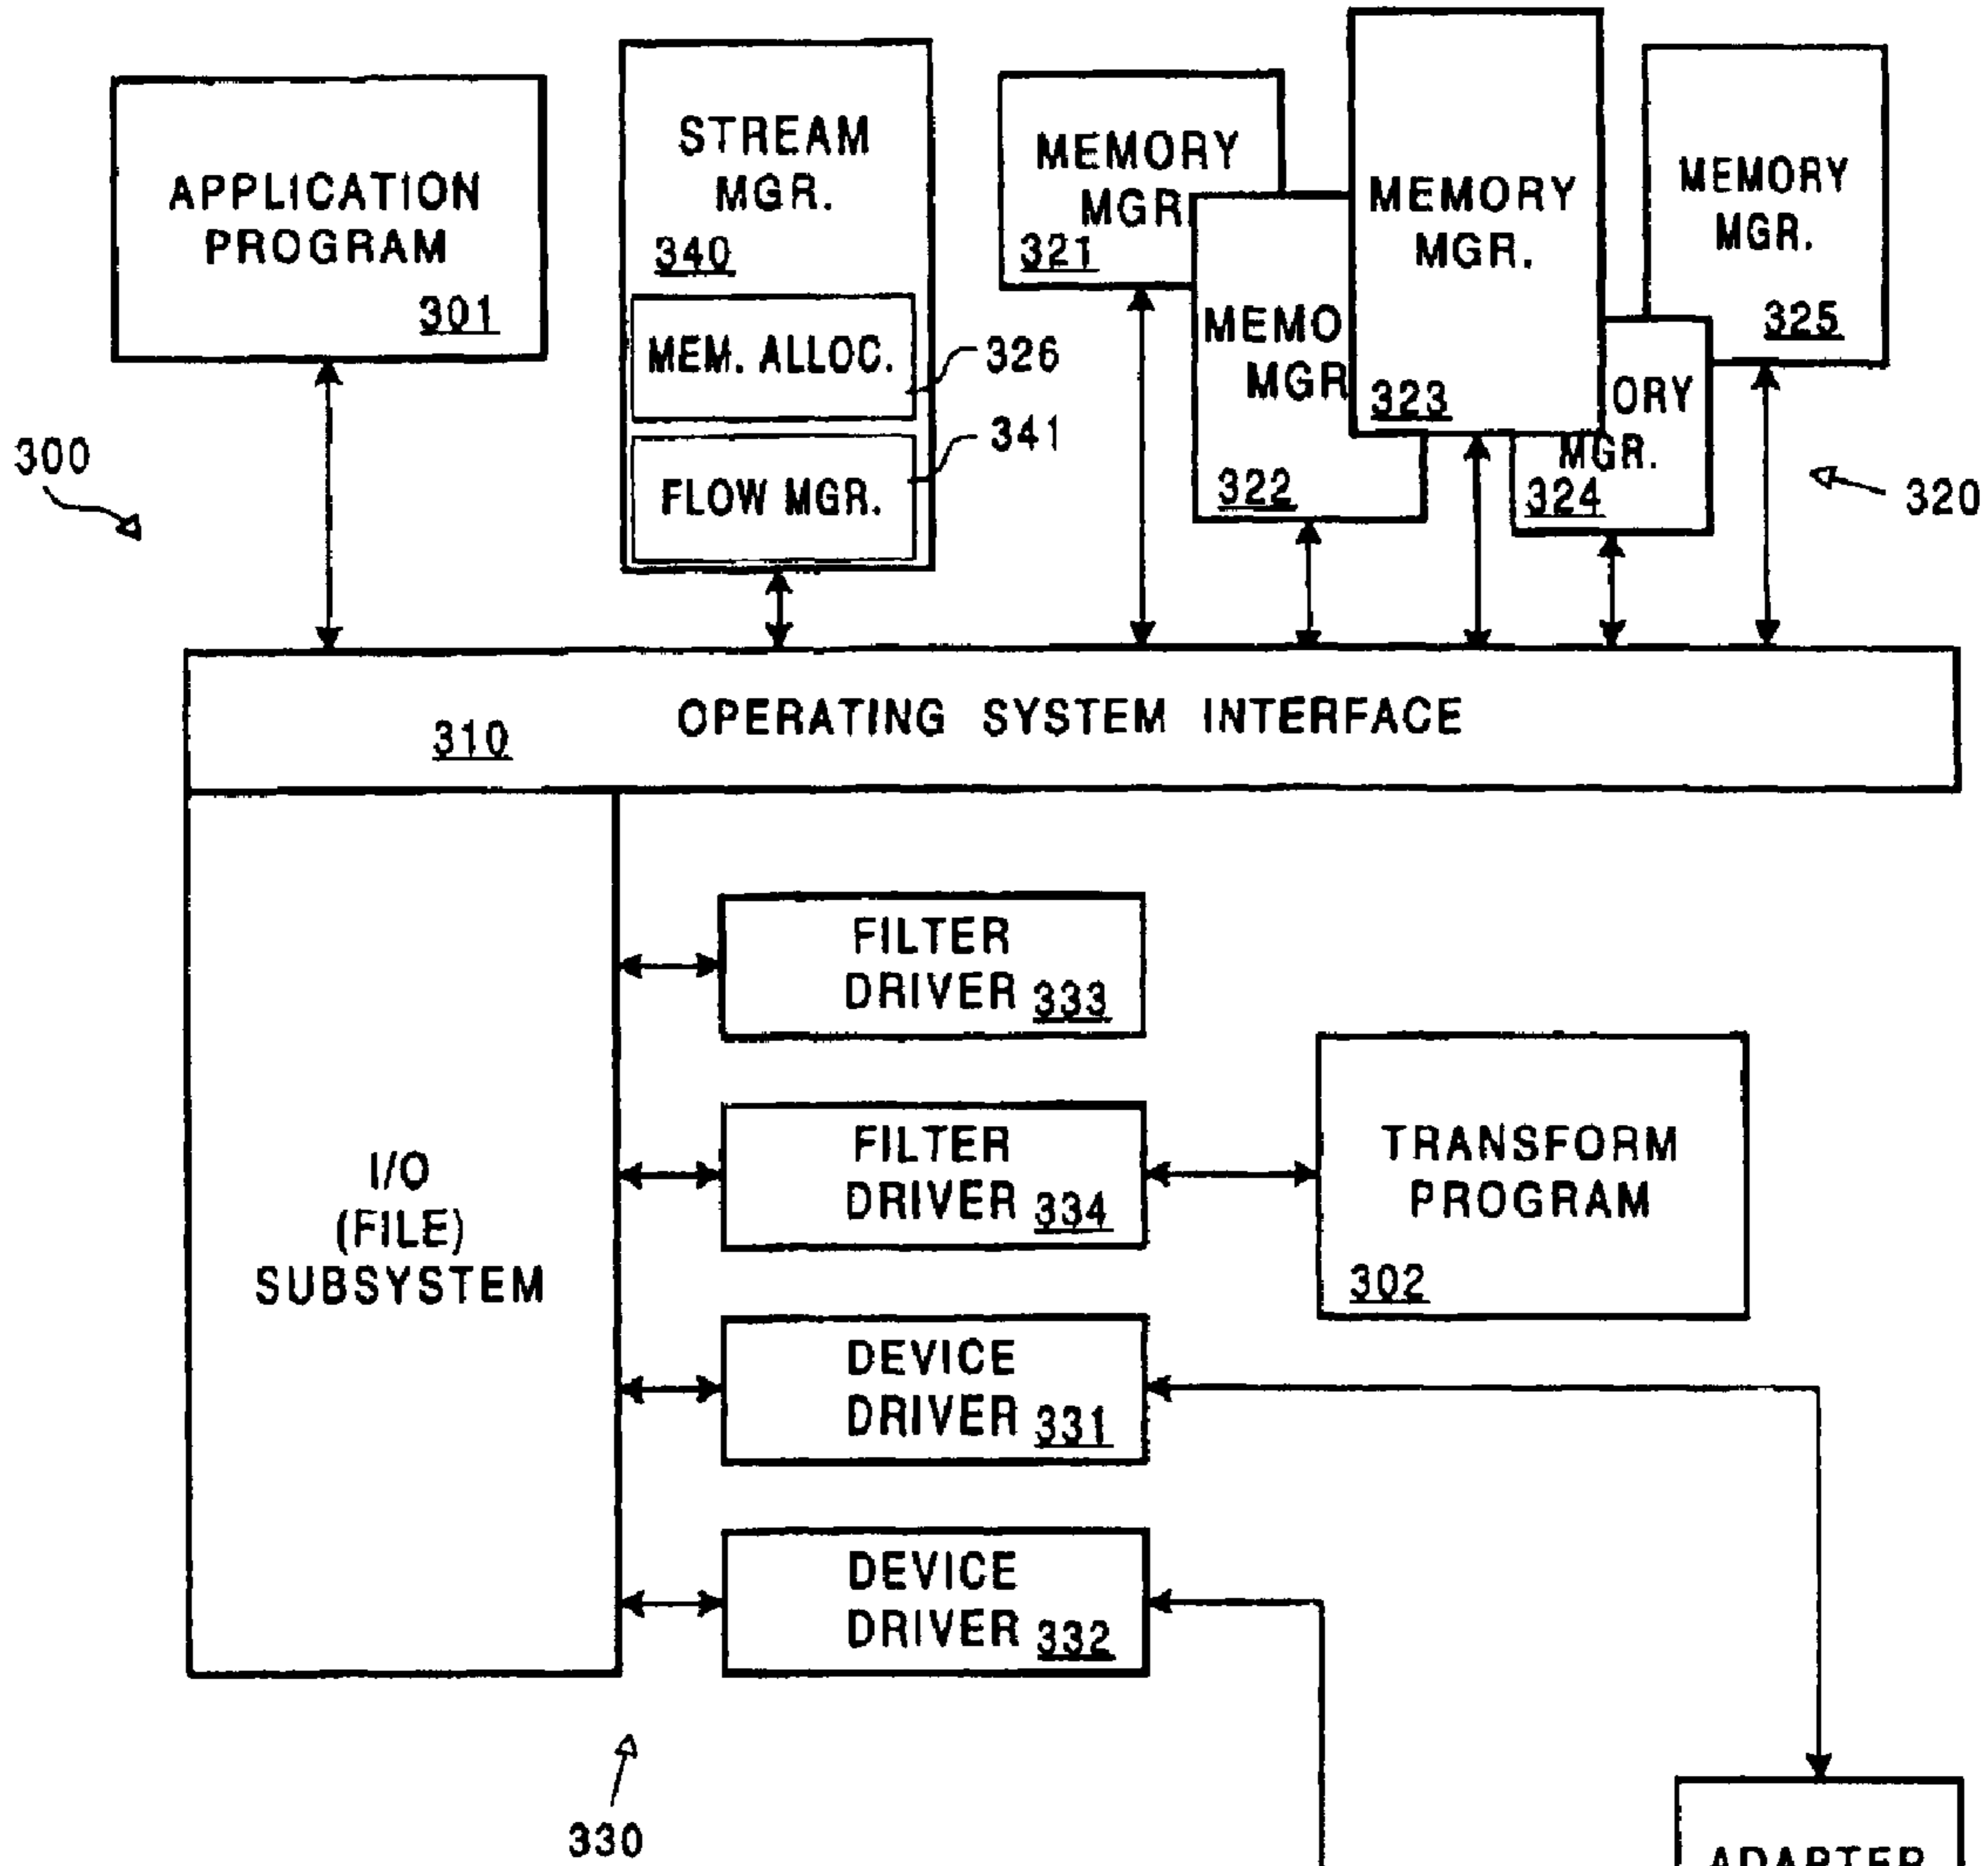 APPLICATION
PROGRAM
301
STREAM
MGR.
340
MEM. ALLOC.
326
FLOW MGR.
341
MEMORY
MGR
321
MEMO
MGR
322
MEMORY
MGR.
323
ORY
MGR.
324
MEMORY
MGR.
325
300
320
310
OPERATING SYSTEM INTERFACE
I/O
(FILE)
SUBSYSTEM
FILTER
DRIVER 333
FILTER
DRIVER 334
TRANSFORM
PROGRAM
302
DEVICE
DRIVER 331
DEVICE
DRIVER 332
330
ADAPTER